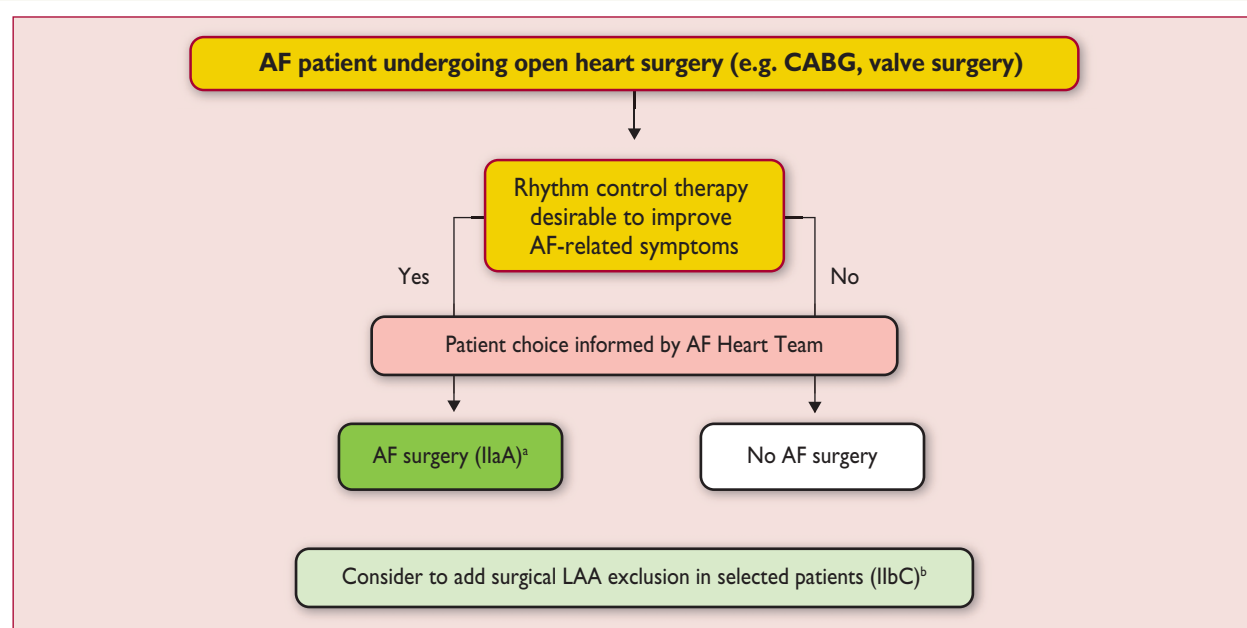 AF patient undergoing open heart surgery (e.g. CABG, valve surgery)
Rhythm control therapy
desirable to improve
AF-related symptoms
Yes
No
Patient choice informed by AF Heart Team
AF surgery (IIaA)ᵃ
No AF surgery
Consider to add surgical LAA exclusion in selected patients (IIbC)ᵇ